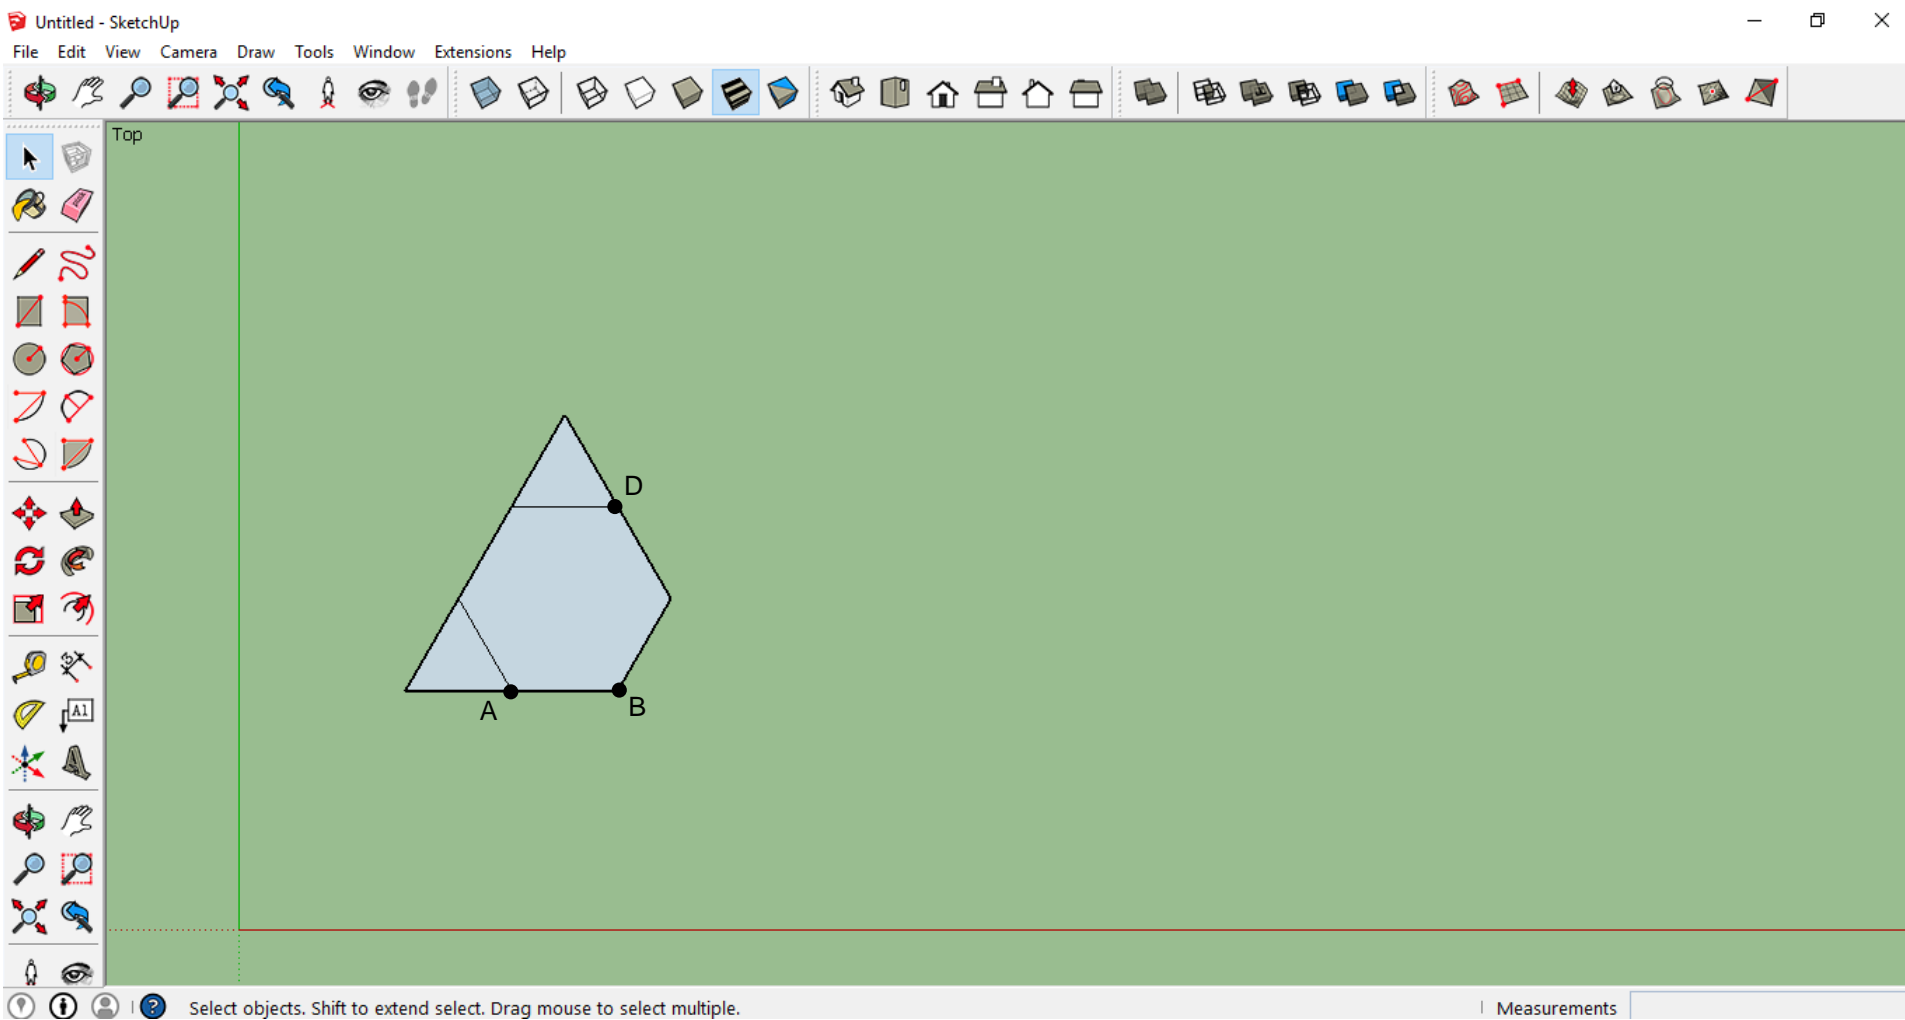 Untitled - SketchUp
File Edit View Camera Draw Tools Window Extensions Help
Top
D
A
B
A1
?
Select objects. Shift to extend select. Drag mouse to select multiple.
Measurements